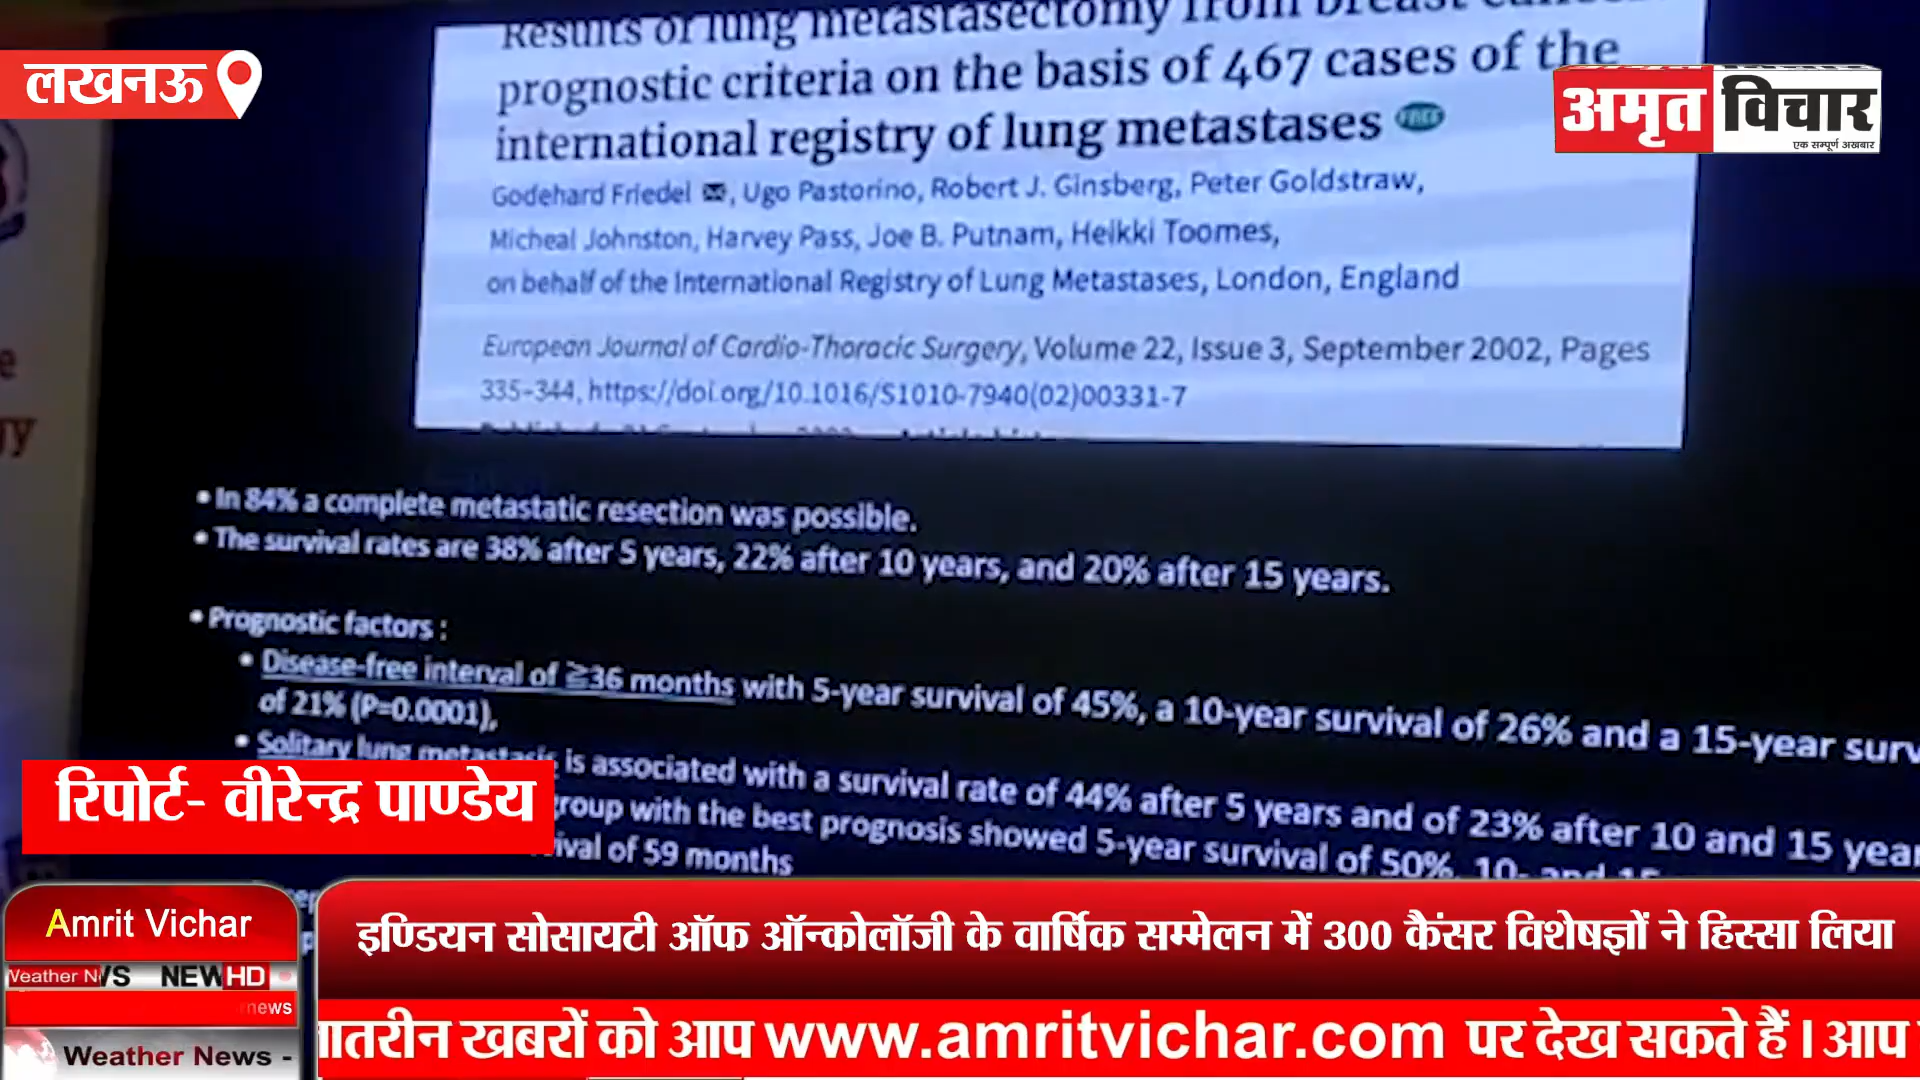 Results of lung metastasectomy from breast cancer:
prognostic criteria on the basis of 467 cases of the
international registry of lung metastases FREE
Godehard Friedel ✉, Ugo Pastorino, Robert J. Ginsberg, Peter Goldstraw,
Micheal Johnston, Harvey Pass, Joe B. Putnam, Heikki Toomes,
on behalf of the International Registry of Lung Metastases, London, England
European Journal of Cardio-Thoracic Surgery, Volume 22, Issue 3, September 2002, Pages
335-344, https://doi.org/10.1016/S1010-7940(02)00331-7
लखनऊ
अमृत विचार
एक सम्पूर्ण अखबार
• In 84% a complete metastatic resection was possible.
• The survival rates are 38% after 5 years, 22% after 10 years, and 20% after 15 years.
• Prognostic factors :
• Disease-free interval of ≧36 months with 5-year survival of 45%, a 10-year survival of 26% and a 15-year surv
of 21% (P=0.0001),
• Solitary lung metastasis is associated with a survival rate of 44% after 5 years and of 23% after 10 and 15 year
group with the best prognosis showed 5-year survival of 50%, 10- and 15
ival of 59 months
रिपोर्ट- वीरेन्द्र पाण्डेय
Amrit Vichar
Weather N VS NEW HD
news
Weather News -
इण्डियन सोसायटी ऑफ ऑन्कोलॉजी के वार्षिक सम्मेलन में 300 कैंसर विशेषज्ञों ने हिस्सा लिया
ातरीन खबरों को आप www.amritvichar.com पर देख सकते हैं । आप